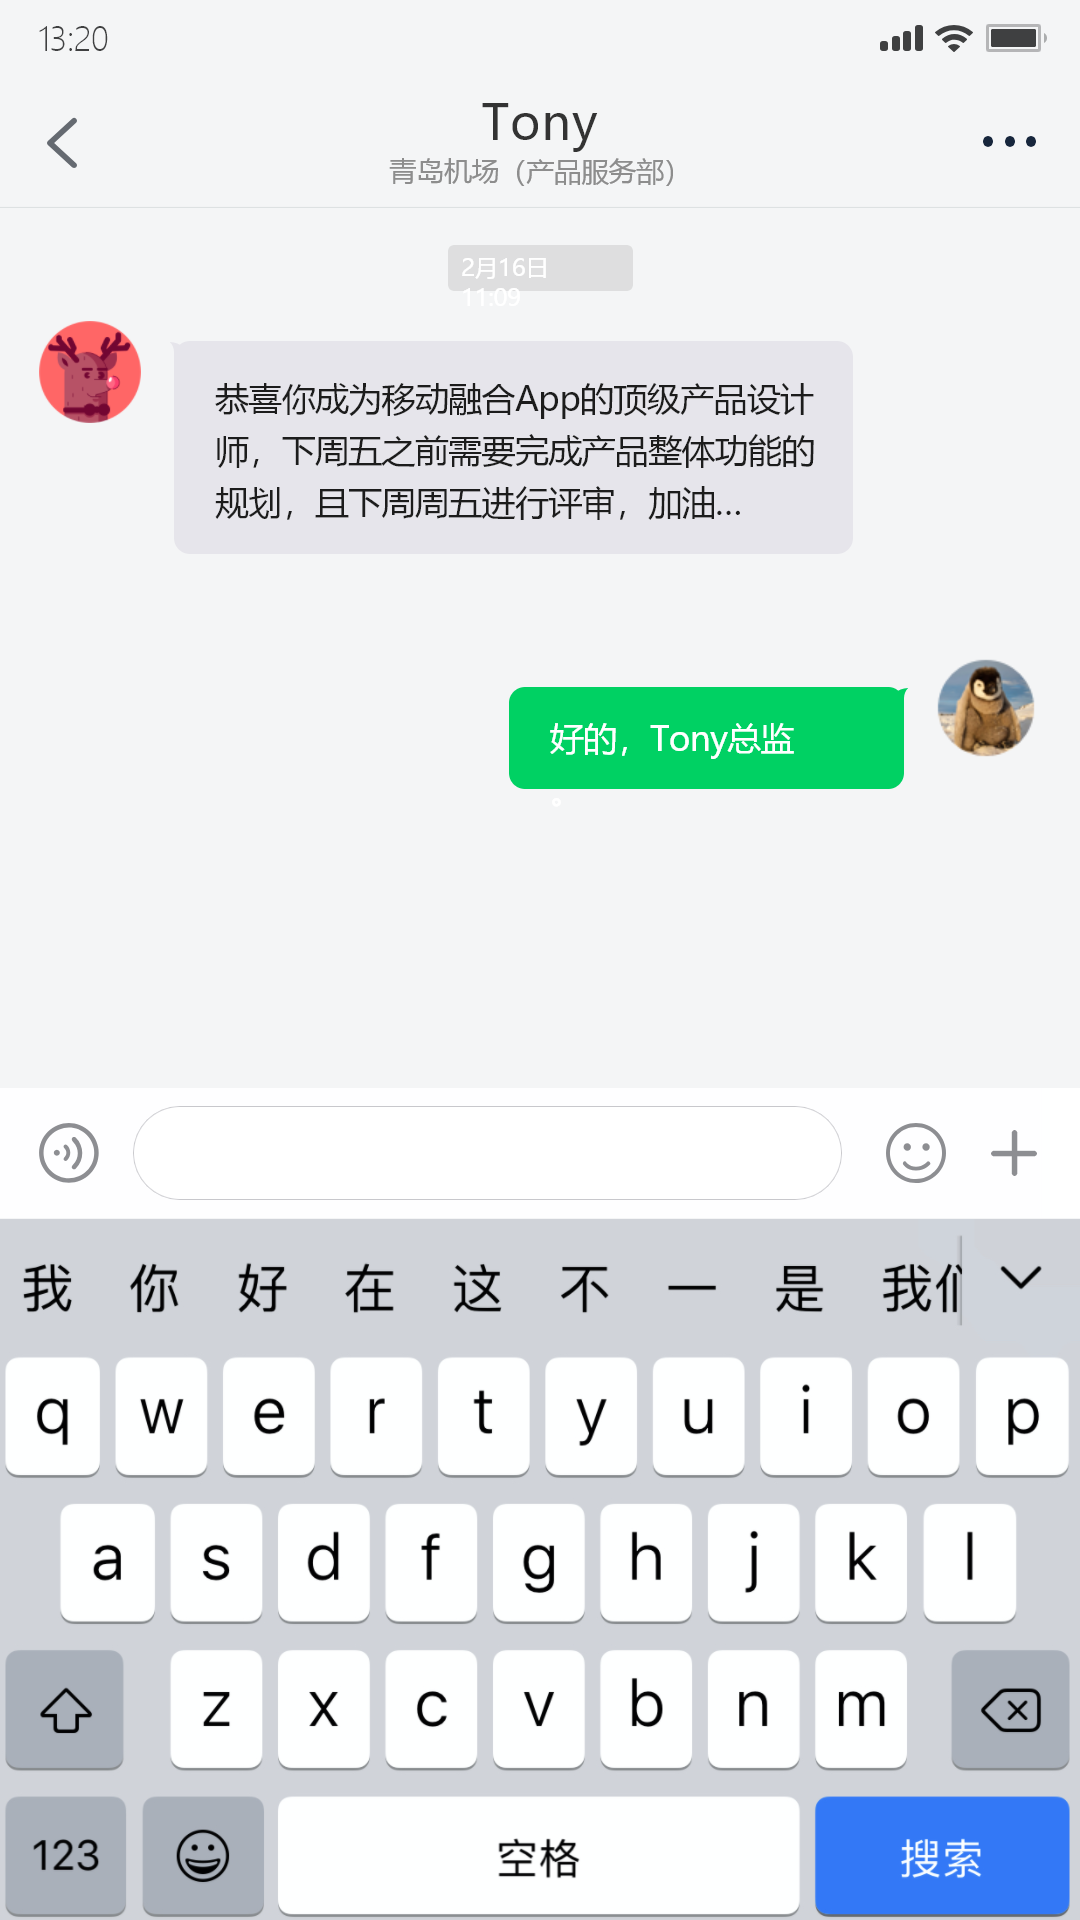 13:20
Tony
青岛机场（产品服务部）
2月16日
11:09
恭喜你成为移动融合App的顶级产品设计
师，下周五之前需要完成产品整体功能的
规划，且下周周五进行评审，加油...
好的，Tony总监
。
我 你 好 在 这 不 一 是 我们
q w e r t y u i o p
a s d f g h j k l
z x c v b n m
123 空格 搜索